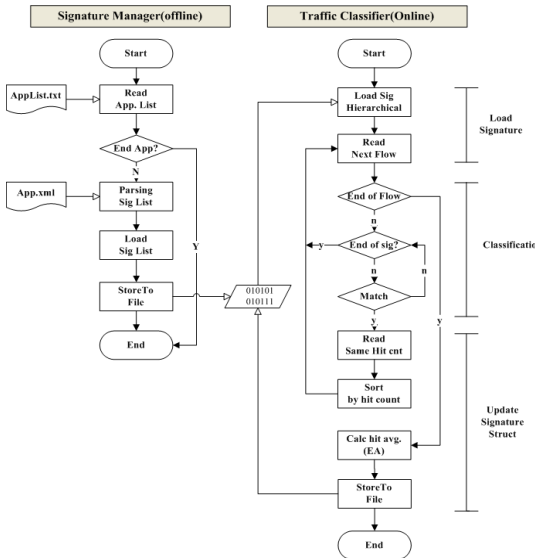 Signature Manager(offline)
Traffic Classifier(Online)
Start
AppList.txt
Read
App. List
End App?
N
Y
App.xml
Parsing
Sig List
Load
Sig List
StoreTo
File
End
010101
010111
Start
Load Sig
Hierarchical
Read
Next Flow
End of Flow
n
y
End of sig?
y
n
n
Match
y
Read
Same Hit cnt
Sort
by hit count
Calc hit avg.
(EA)
StoreTo
File
End
Load
Signature
Classificatio
Update
Signature
Struct